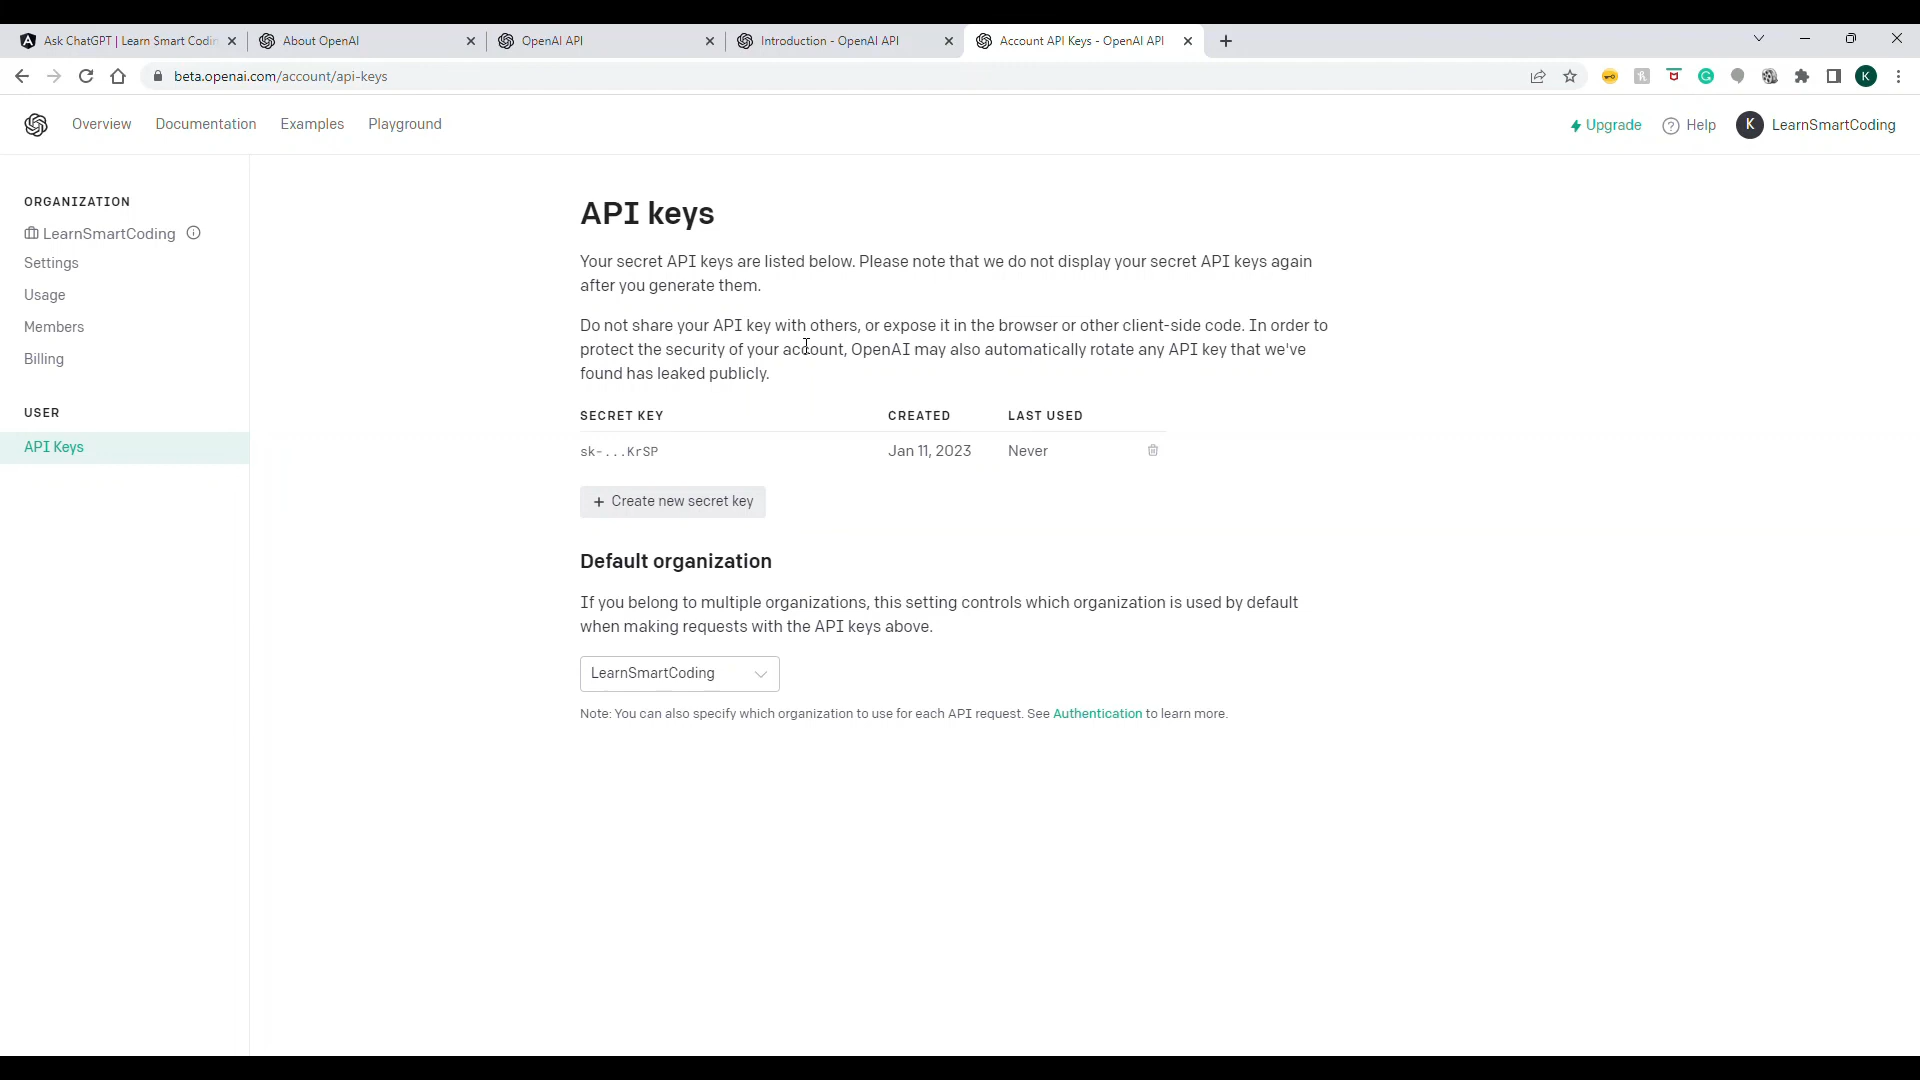 Ask ChatGPT | Learn Smart Codin
About OpenAI
OpenAI API
Introduction - OpenAI API
Account API Keys - OpenAI API
beta.openai.com/account/api-keys
K
Overview
Documentation
Examples
Playground
Upgrade
Help
K
LearnSmartCoding
ORGANIZATION
LearnSmartCoding
Settings
Usage
Members
Billing
USER
API Keys
API keys
Your secret API keys are listed below. Please note that we do not display your secret API keys again
after you generate them.
Do not share your API key with others, or expose it in the browser or other client-side code. In order to
protect the security of your account, OpenAI may also automatically rotate any API key that we've
found has leaked publicly.
SECRET KEY CREATED LAST USED
sk-...KrSP Jan 11, 2023 Never
+ Create new secret key
Default organization
If you belong to multiple organizations, this setting controls which organization is used by default
when making requests with the API keys above.
LearnSmartCoding
Note: You can also specify which organization to use for each API request. See Authentication to learn more.